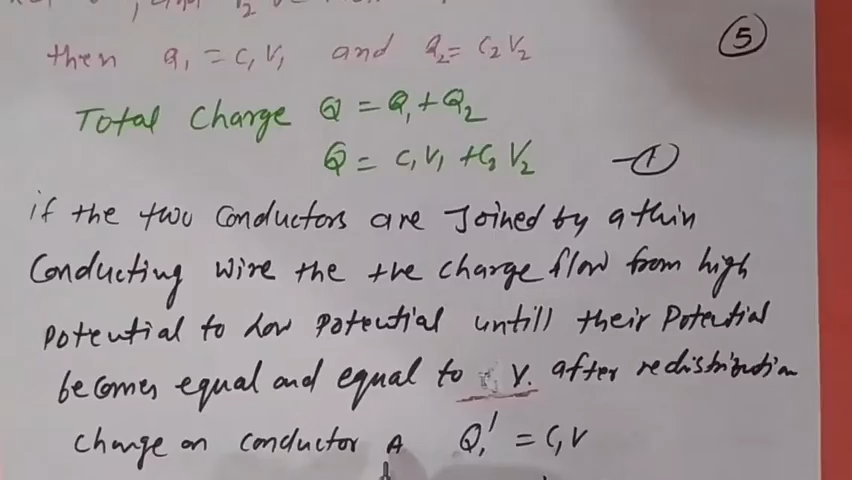 ⑤
then Q₁ = C₁V₁ and Q₂ = C₂V₂
Total Charge Q = Q₁ + Q₂
Q = C₁V₁ + C₂V₂ —①
if the two Conductors are Joined by a thin
Conducting wire the +ve charge flow from high
Potential to low potential untill their Potential
becomes equal and equal to V. after redistribution
charge on conductor A Q₁' = C₁V